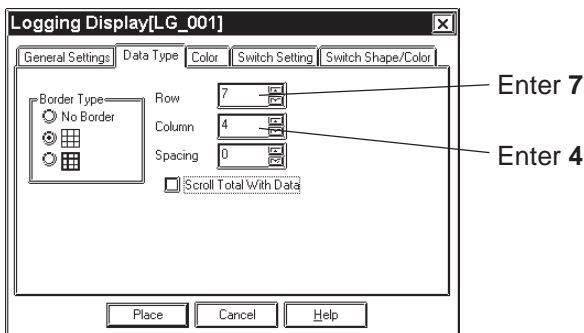 Logging Display[LG_001]
General Settings Data Type Color Switch Setting Switch Shape/Color
Border Type
No Border
Row 7
Column 4
Spacing 0
Scroll Total With Data
Place Cancel Help
Enter 7
Enter 4